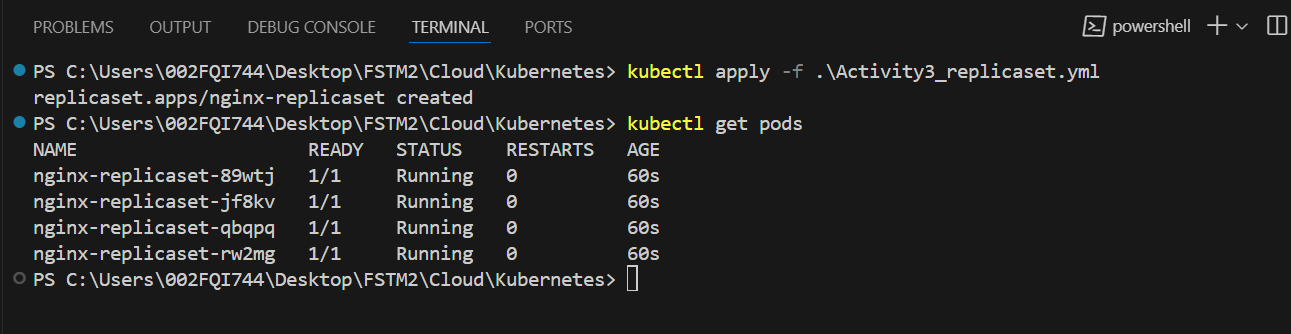 PROBLEMS OUTPUT DEBUG CONSOLE TERMINAL PORTS powershell
PS C:\Users\002FQI744\Desktop\FSTM2\Cloud\Kubernetes> kubectl apply -f .\Activity3_replicaset.yml
replicaset.apps/nginx-replicaset created
PS C:\Users\002FQI744\Desktop\FSTM2\Cloud\Kubernetes> kubectl get pods
NAME READY STATUS RESTARTS AGE
nginx-replicaset-89wtj 1/1 Running 0 60s
nginx-replicaset-jf8kv 1/1 Running 0 60s
nginx-replicaset-qbqpq 1/1 Running 0 60s
nginx-replicaset-rw2mg 1/1 Running 0 60s
PS C:\Users\002FQI744\Desktop\FSTM2\Cloud\Kubernetes>